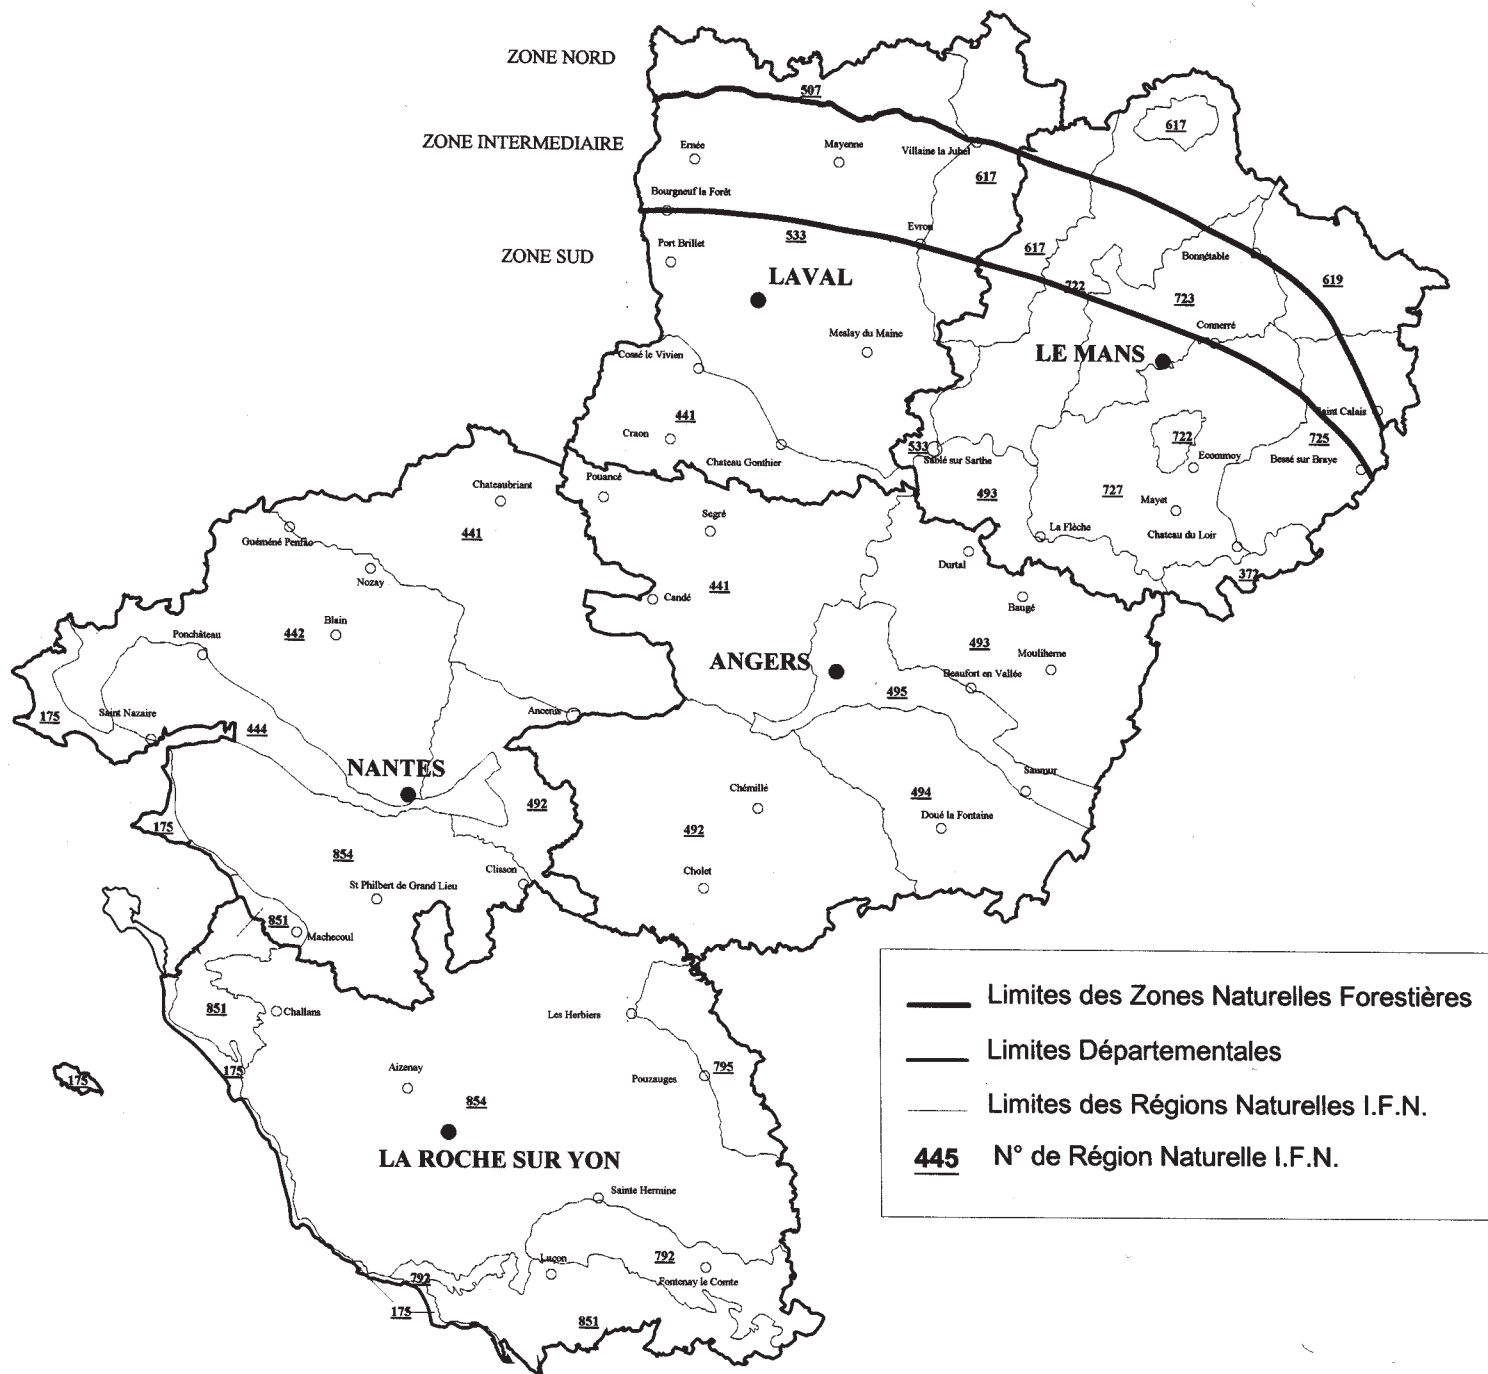 ZONE NORD
507
617
ZONE INTERMEDIAIRE
Ernée
Mayenne
Villaine la Juhel
617
Bourgneuf la Forêt
533
Evron
617
Bonnétable
Port Brillet
ZONE SUD
LAVAL
722
723
619
Connerré
Meslay du Maine
Cossé le Vivien
LE MANS
441
Saint Calais
Craon
Chateau Gonthier
533
Sablé sur Sarthe
722
Ecommoy
725
Bessé sur Braye
Chateaubriant
Pouancé
493
727
Mayet
Segré
Guéméné Penfao
441
La Flèche
Chateau du Loir
Nozay
Durtal
372
Candé
441
Baugé
Ponchâteau
442
Blain
493
Mouliherne
ANGERS
Beaufort en Vallée
495
175
Saint Nazaire
444
Ancenis
NANTES
Saumur
492
Chémillé
494
Doué la Fontaine
175
492
854
Clisson
Cholet
St Philbert de Grand Lieu
851
Machecoul
851
Challans
Les Herbiers
175
175
Aizenay
Pouzauges
795
854
LA ROCHE SUR YON
Sainte Hermine
792
Luçon
792
Fontenay le Comte
175
851
Limites des Zones Naturelles Forestières
Limites Départementales
Limites des Régions Naturelles I.F.N.
445 N° de Région Naturelle I.F.N.